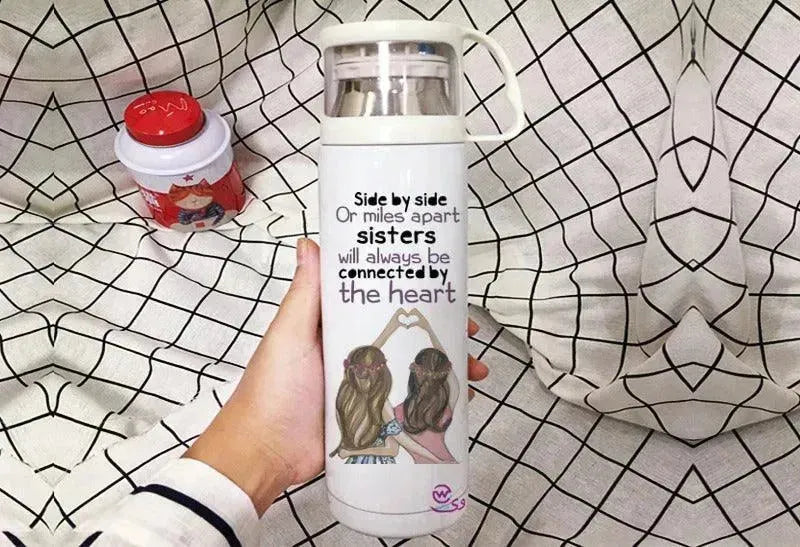 Side by side
Or miles apart
sisters
will always be
connected by
the heart